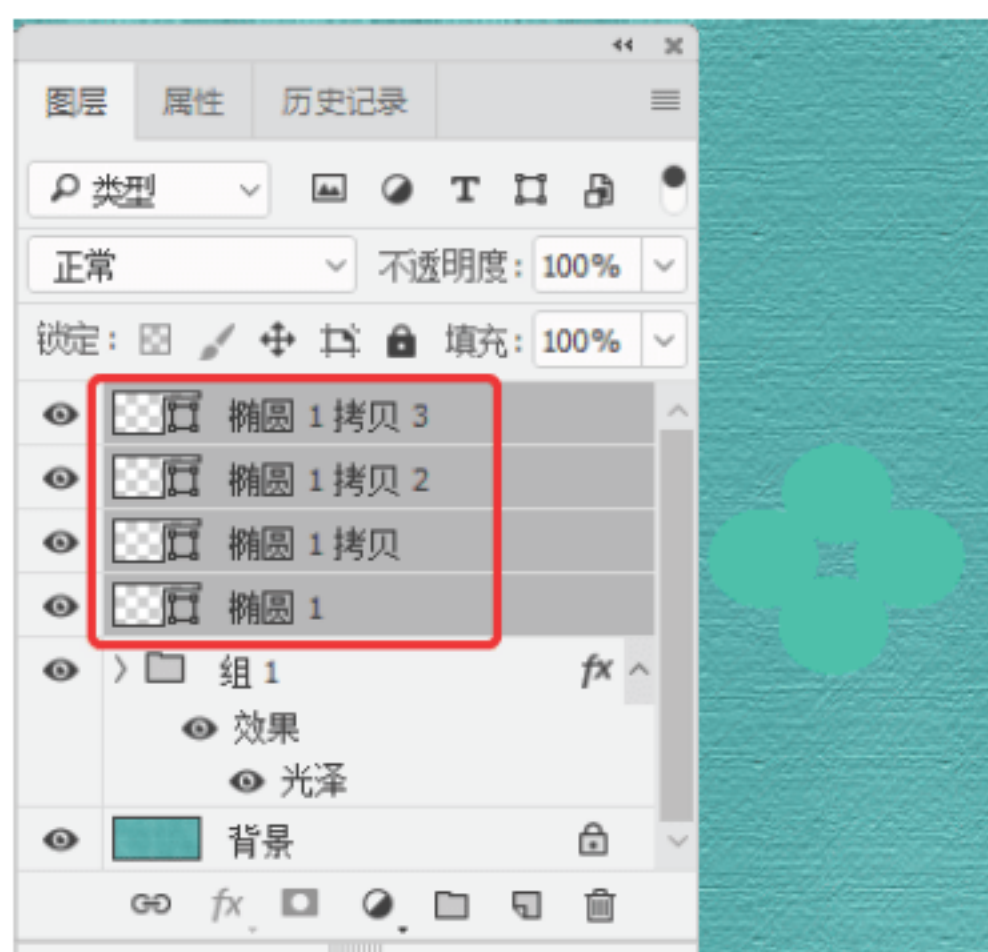 图层 属性 历史记录
类型
正常 不透明度: 100%
锁定: 填充: 100%
椭圆 1 拷贝 3
椭圆 1 拷贝 2
椭圆 1 拷贝
椭圆 1
组 1 fx
效果
光泽
背景
fx